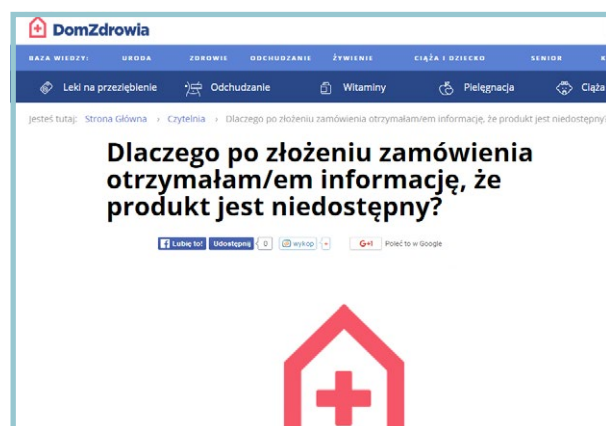 DomZdrowia
BAZA WIEDZY: URODA ZDROWIE ODCHUDZANIE ŻYWIENIE CIĄŻA I DZIECKO SENIOR K
Leki na przeziębienie Odchudzanie Witaminy Pielęgnacja Ciąża
Jesteś tutaj: Strona Główna › Czytelnia › Dlaczego po złożeniu zamówienia otrzymałam/em informację, że produkt jest niedostępny?
Dlaczego po złożeniu zamówienia
otrzymałam/em informację, że
produkt jest niedostępny?
Lubię to! Udostępnij 0 wykop - G+1 Poleć to w Google